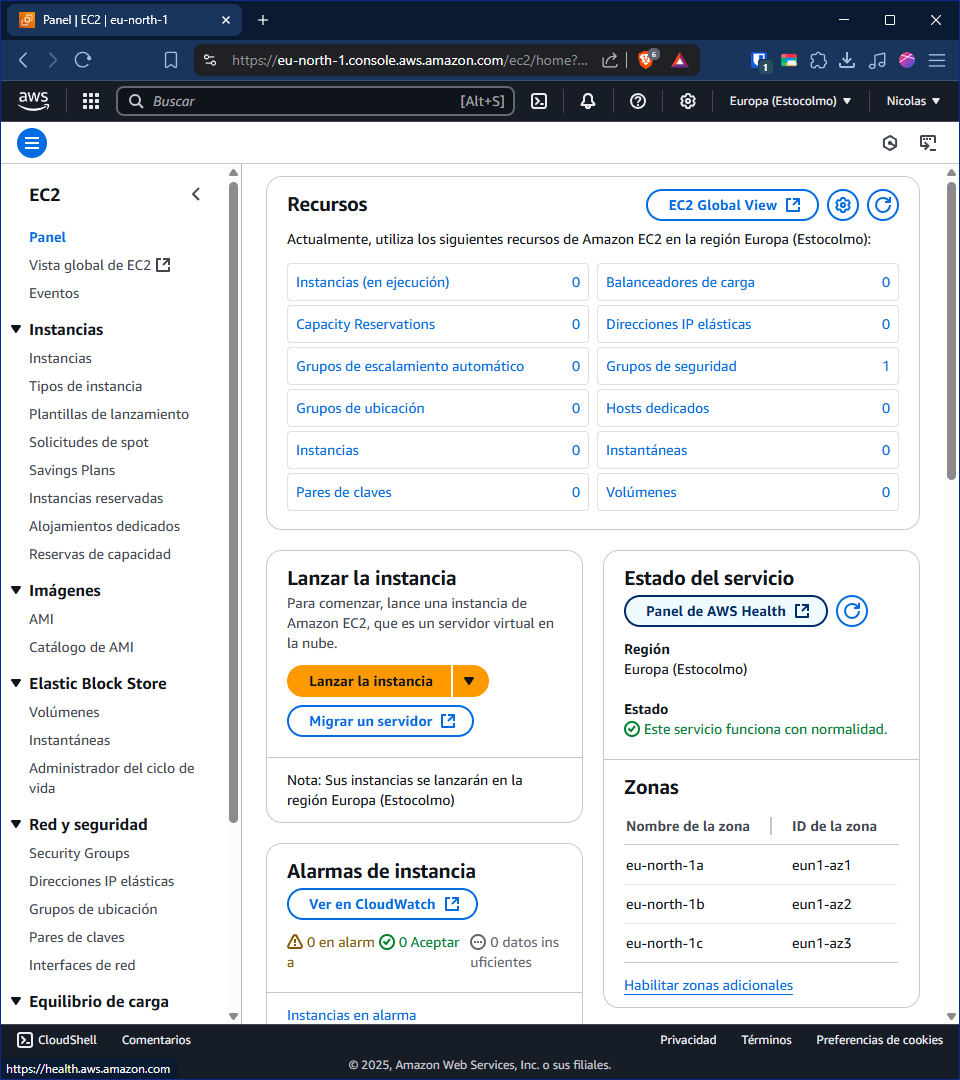 Panel | EC2 | eu-north-1
https://eu-north-1.console.aws.amazon.com/ec2/home?...
6
1
aws
Buscar
[Alt+S]
Europa (Estocolmo)
Nicolas
EC2
Panel
Vista global de EC2
Eventos
Instancias
Instancias
Tipos de instancia
Plantillas de lanzamiento
Solicitudes de spot
Savings Plans
Instancias reservadas
Alojamientos dedicados
Reservas de capacidad
Imágenes
AMI
Catálogo de AMI
Elastic Block Store
Volúmenes
Instantáneas
Administrador del ciclo de
vida
Red y seguridad
Security Groups
Direcciones IP elásticas
Grupos de ubicación
Pares de claves
Interfaces de red
Equilibrio de carga
Recursos
EC2 Global View
Actualmente, utiliza los siguientes recursos de Amazon EC2 en la región Europa (Estocolmo):
Instancias (en ejecución) 0
Balanceadores de carga 0
Capacity Reservations 0
Direcciones IP elásticas 0
Grupos de escalamiento automático 0
Grupos de seguridad 1
Grupos de ubicación 0
Hosts dedicados 0
Instancias 0
Instantáneas 0
Pares de claves 0
Volúmenes 0
Lanzar la instancia
Para comenzar, lance una instancia de
Amazon EC2, que es un servidor virtual en
la nube.
Lanzar la instancia
Migrar un servidor
Nota: Sus instancias se lanzarán en la
región Europa (Estocolmo)
Alarmas de instancia
Ver en CloudWatch
0 en alarm
a
0 Aceptar
0 datos ins
uficientes
Instancias en alarma
Estado del servicio
Panel de AWS Health
Región
Europa (Estocolmo)
Estado
Este servicio funciona con normalidad.
Zonas
Nombre de la zona
ID de la zona
eu-north-1a eun1-az1
eu-north-1b eun1-az2
eu-north-1c eun1-az3
Habilitar zonas adicionales
CloudShell
Comentarios
Privacidad
Términos
Preferencias de cookies
https://health.aws.amazon.com
© 2025, Amazon Web Services, Inc. o sus filiales.